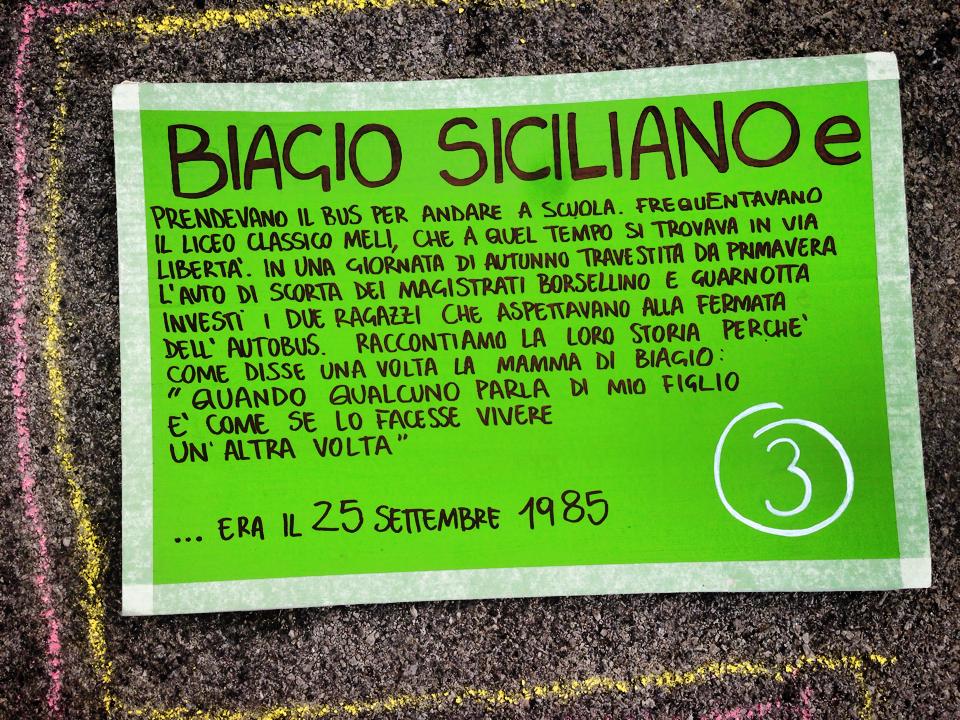 BIAGIO SICILIANO e
PRENDEVANO IL BUS PER ANDARE A SCUOLA. FREQUENTAVANO
IL LICEO CLASSICO MELI, CHE A QUEL TEMPO SI TROVAVA IN VIA
LIBERTA'. IN UNA GIORNATA DI AUTUNNO TRAVESTITA DA PRIMAVERA
L'AUTO DI SCORTA DEI MAGISTRATI BORSELLINO E GUARNOTTA
INVESTI' I DUE RAGAZZI CHE ASPETTAVANO ALLA FERMATA
DELL' AUTOBUS. RACCONTIAMO LA LORO STORIA PERCHE'
COME DISSE UNA VOLTA LA MAMMA DI BIAGIO:
"QUANDO QUALCUNO PARLA DI MIO FIGLIO
E' COME SE LO FACESSE VIVERE
UN'ALTRA VOLTA"
... ERA IL 25 SETTEMBRE 1985
3